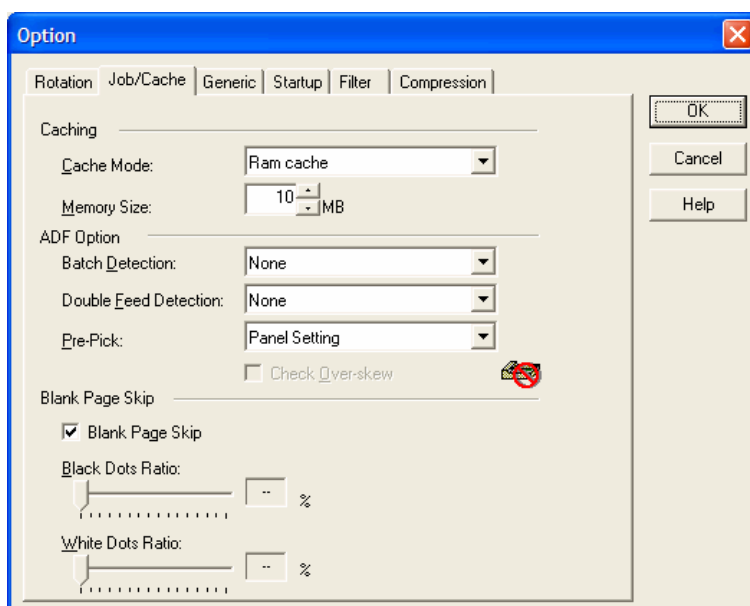 Option
Rotation Job/Cache Generic Startup Filter Compression
OK
Cancel
Help
Caching
Cache Mode: Ram cache
Memory Size: 10 MB
ADF Option
Batch Detection: None
Double Feed Detection: None
Pre-Pick: Panel Setting
Check Over-skew
Blank Page Skip
Blank Page Skip
Black Dots Ratio:
-- %
White Dots Ratio:
-- %